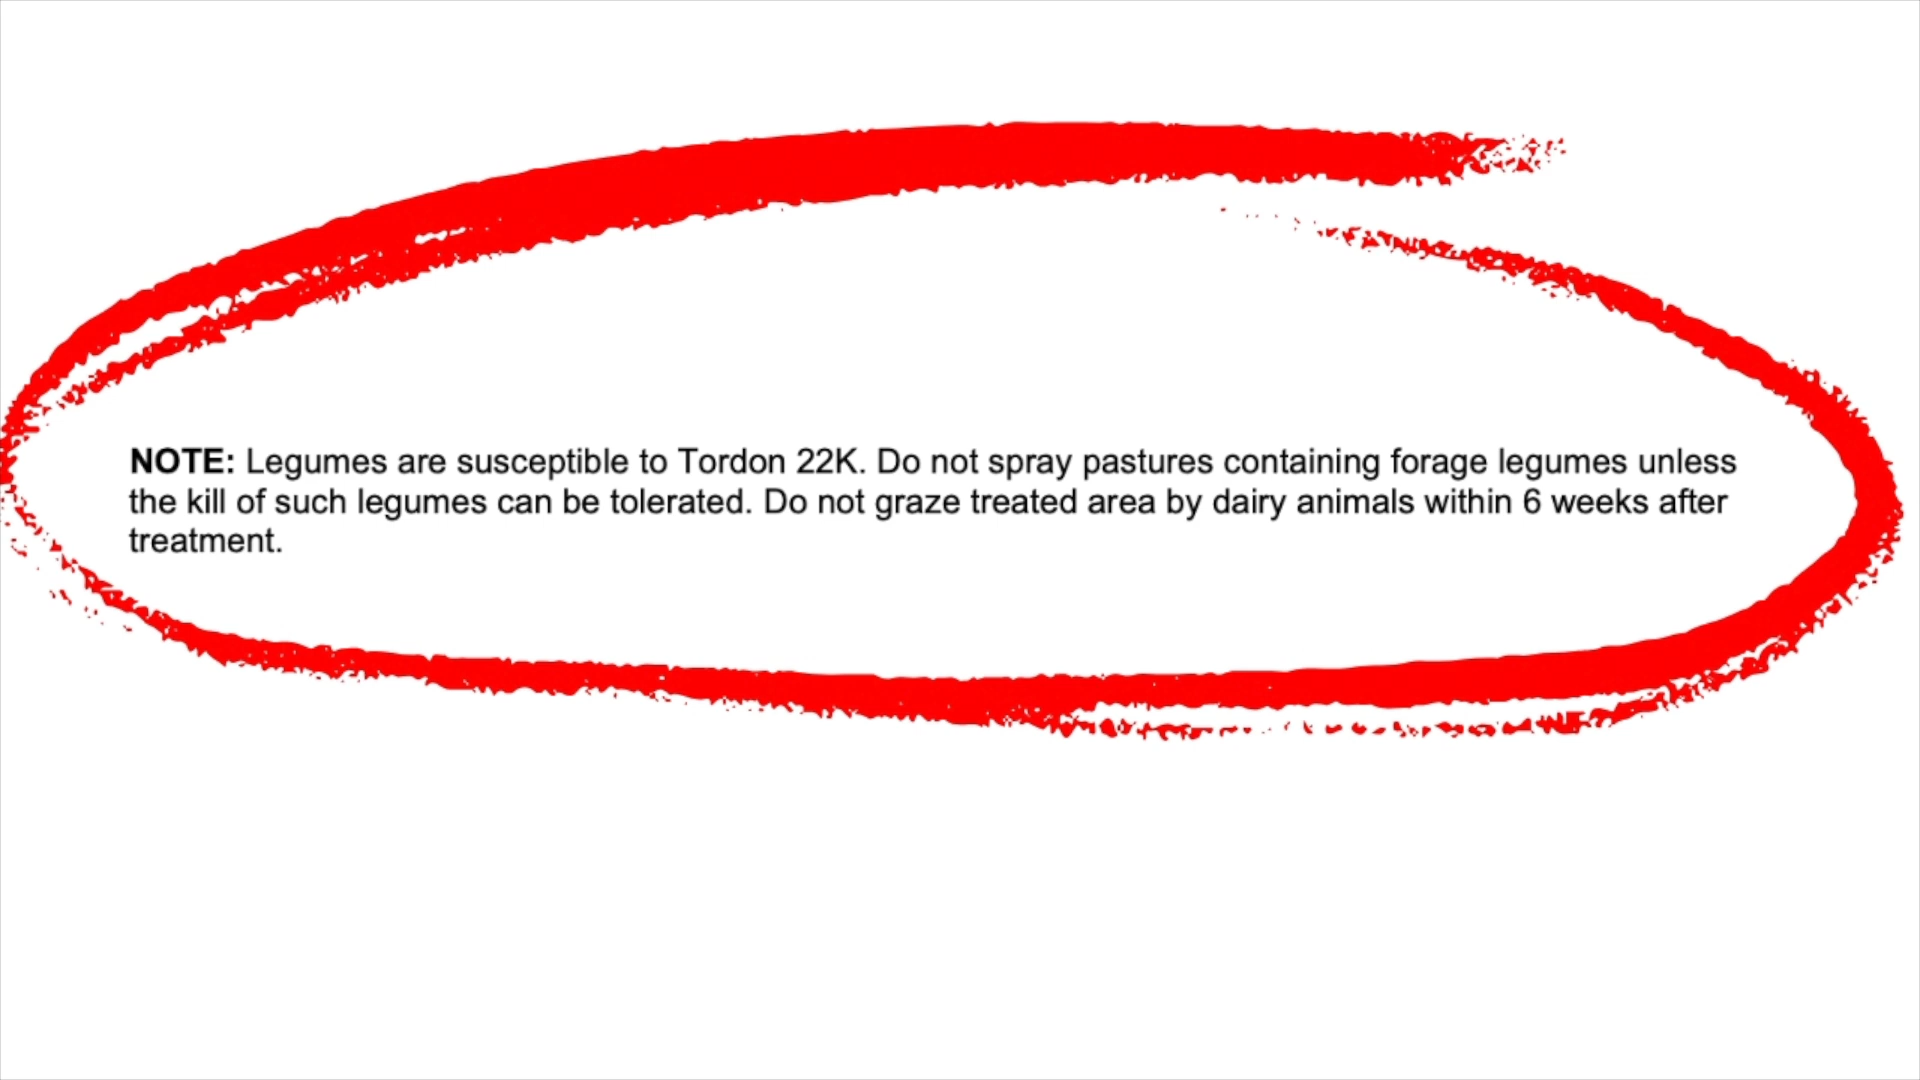 NOTE: Legumes are susceptible to Tordon 22K. Do not spray pastures containing forage legumes unless
the kill of such legumes can be tolerated. Do not graze treated area by dairy animals within 6 weeks after
treatment.